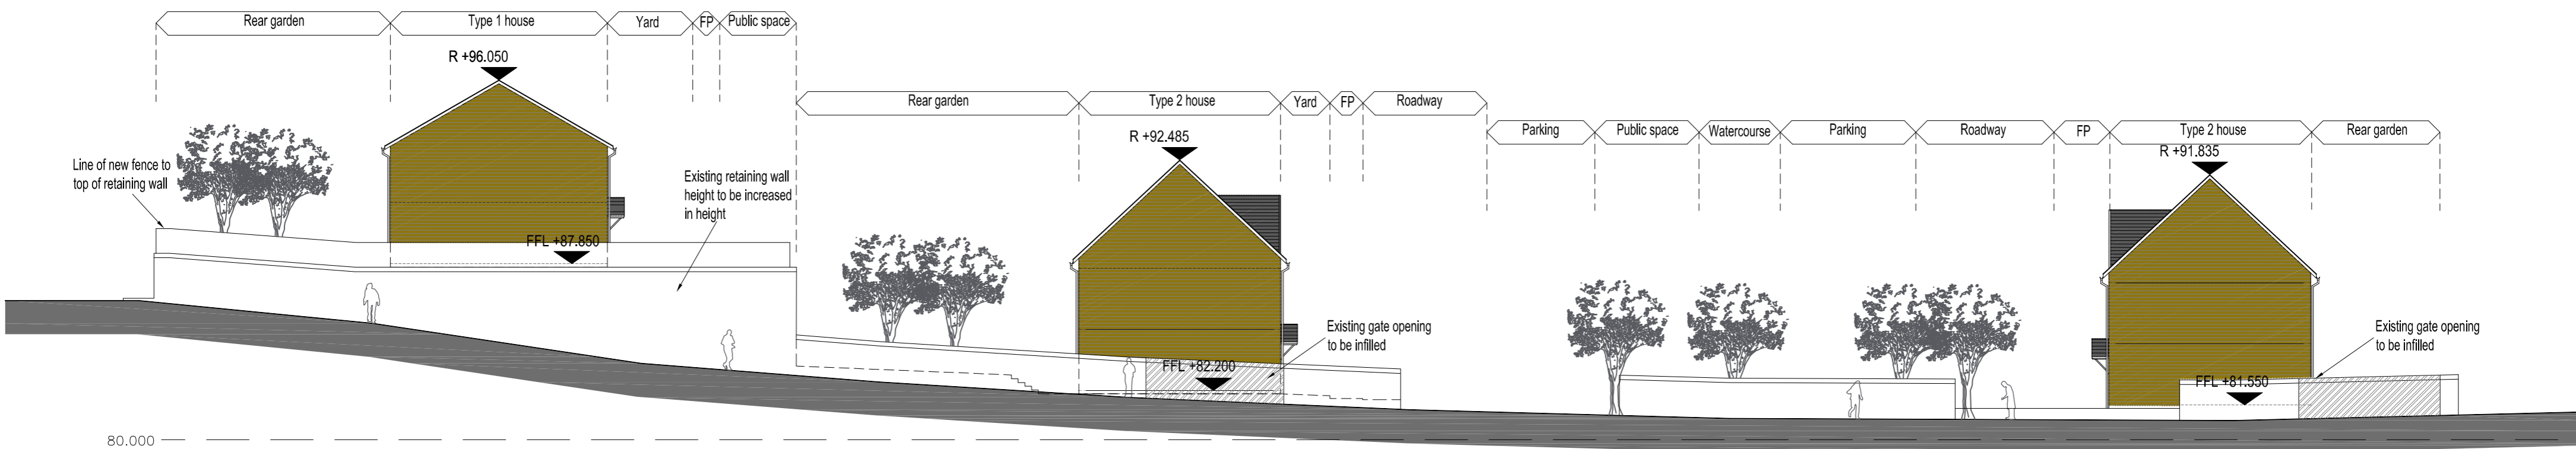 Rear garden
Type 1 house
Yard
FP
Public space
R +96.050
Rear garden
Type 2 house
Yard
FP
Roadway
Parking
Public space
Watercourse
Parking
Roadway
FP
Type 2 house
Rear garden
R +92.485
R +91.835
Line of new fence to
top of retaining wall
Existing retaining wall
height to be increased
in height
FFL +87.850
Existing gate opening
to be infilled
FFL +82.200
Existing gate opening
to be infilled
FFL +81.550
80.000